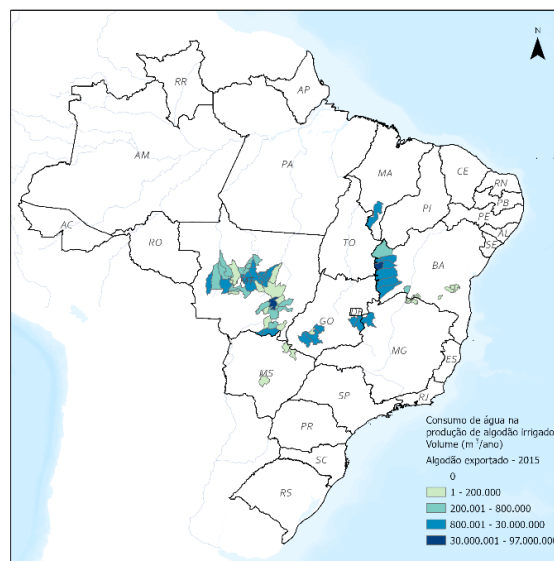 N
RR
AP
AM
PA
MA
CE
RN
PB
PE
AL
SE
PI
AC
RO
TO
BA
GO
DF
MG
ES
MS
SP
RJ
PR
SC
RS
Consumo de água na
produção de algodão irrigado
Volume (m³/ano)
Algodão exportado - 2015
0
1 - 200.000
200.001 - 800.000
800.001 - 30.000.000
30.000.001 - 97.000.000